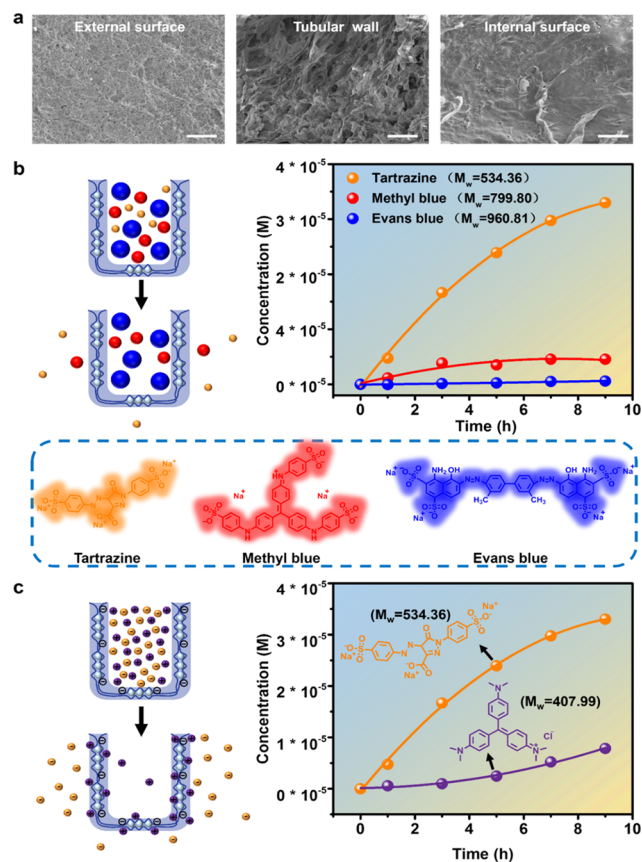 a
External surface
Tubular wall
Internal surface
b
4 * 10⁻⁵
3 * 10⁻⁵
2 * 10⁻⁵
4 * 10⁻⁵
0 * 10⁻⁵
Concentration (M)
Tartrazine (Mw=534.36)
Methyl blue (Mw=799.80)
Evans blue (Mw=960.81)
0 2 4 6 8 10
Time (h)
Tartrazine
Methyl blue
Evans blue
c
4 * 10⁻⁵
3 * 10⁻⁵
2 * 10⁻⁵
1 * 10⁻⁵
0 * 10⁻⁵
Concentration (M)
(Mw=534.36)
(Mw=407.99)
0 2 4 6 8 10
Time (h)